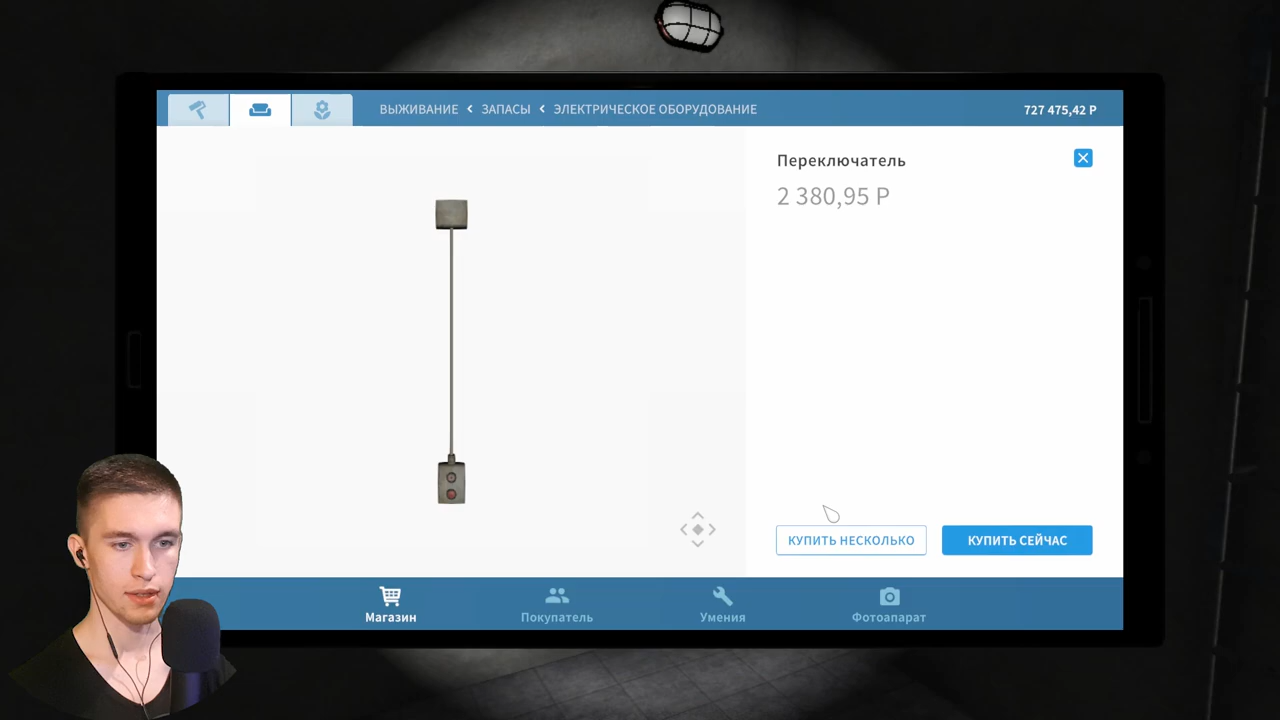 ВЫЖИВАНИЕ < ЗАПАСЫ < ЭЛЕКТРИЧЕСКОЕ ОБОРУДОВАНИЕ
727 475,42 Р
Переключатель
2 380,95 Р
КУПИТЬ НЕСКОЛЬКО
КУПИТЬ СЕЙЧАС
Магазин
Покупатель
Умения
Фотоапарат